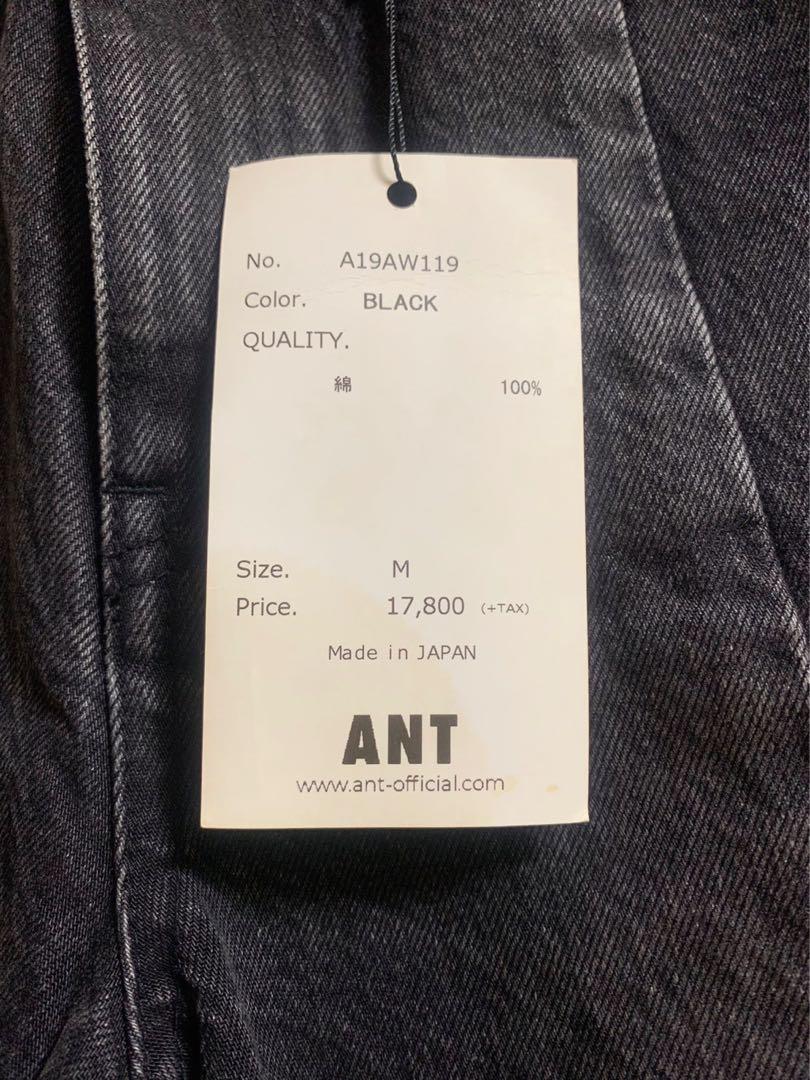 No. A19AW119
Color. BLACK
QUALITY.
綿 100%
Size. M
Price. 17,800 (+TAX)
Made in JAPAN
ANT
www.ant-official.com